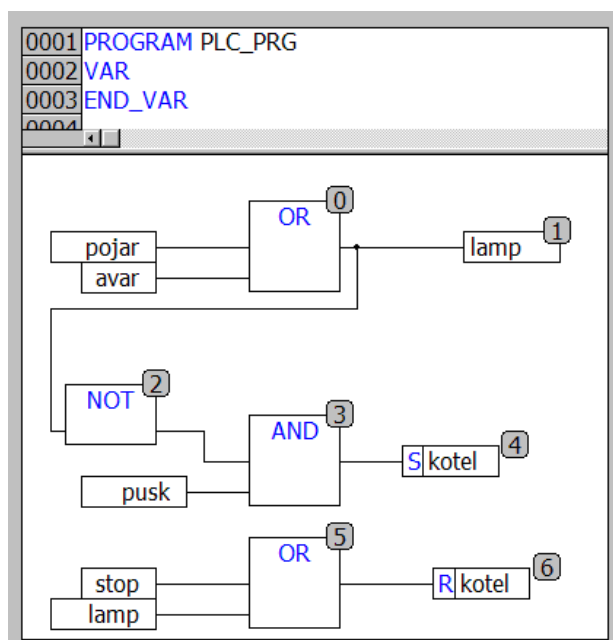 0001 PROGRAM PLC_PRG
0002 VAR
0003 END_VAR
0004
OR 0
pojar
avar
lamp 1
NOT 2
AND 3
pusk
S kotel 4
OR 5
stop
lamp
R kotel 6